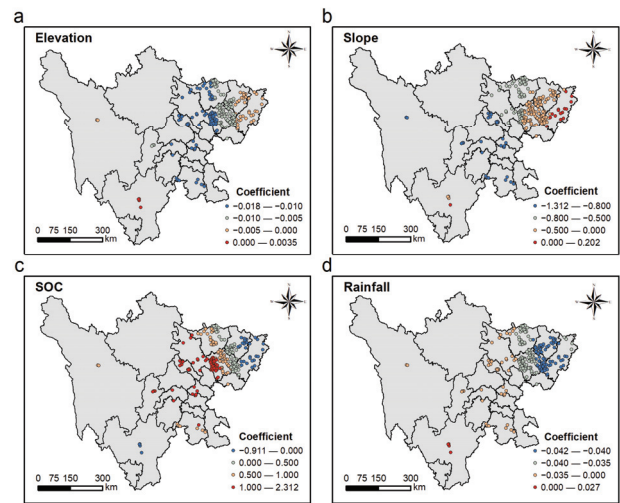 a
Elevation
Coefficient
−0.018 — −0.010
−0.010 — −0.005
−0.005 — 0.000
0.000 — 0.0035
0 75 150 300
km
b
Slope
Coefficient
−1.312 — −0.800
−0.800 — −0.500
−0.500 — 0.000
0.000 — 0.202
0 75 150 300
km
c
SOC
Coefficient
−0.911 — 0.000
0.000 — 0.500
0.500 — 1.000
1.000 — 2.312
0 75 150 300
km
d
Rainfall
Coefficient
−0.042 — −0.040
−0.040 — −0.035
−0.035 — 0.000
0.000 — 0.027
0 75 150 300
km